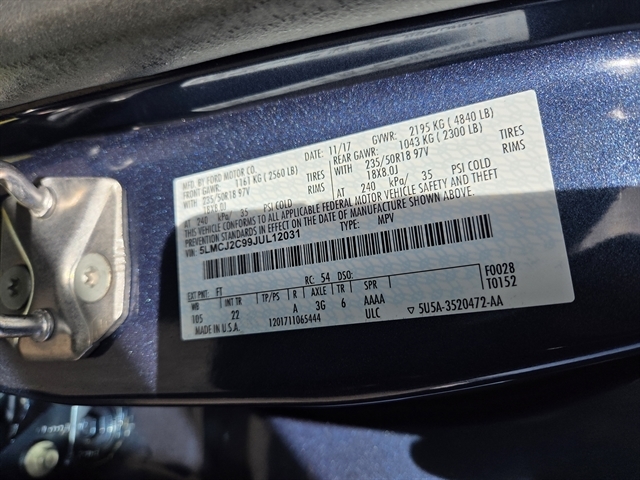 MFD. BY FORD MOTOR CO. 11/17 GVWR: 2195 KG ( 4840 LB)
FRONT GAWR: 1161 KG ( 2560 LB) REAR GAWR: 1043 KG ( 2300 LB)
WITH 235/50R18 97V TIRES WITH 235/50R18 97V TIRES
18X8.0J RIMS 18X8.0J RIMS
AT 240 kPa/ 35 PSI COLD AT 240 kPa/ 35 PSI COLD
THIS VEHICLE CONFORMS TO ALL APPLICABLE FEDERAL MOTOR VEHICLE SAFETY AND THEFT
PREVENTION STANDARDS IN EFFECT ON THE DATE OF MANUFACTURE SHOWN ABOVE.
VIN: 5LMCJ2C99JUL12031 TYPE: MPV
EXT PNT: FT RC: 54 DSO: F0028
WB INT TR TP/PS R AXLE TR SPR T0152
105 22 A 3G 6 AAAA
MADE IN U.S.A. 1201711065444 ULC ▽ 5U5A-3520472-AA